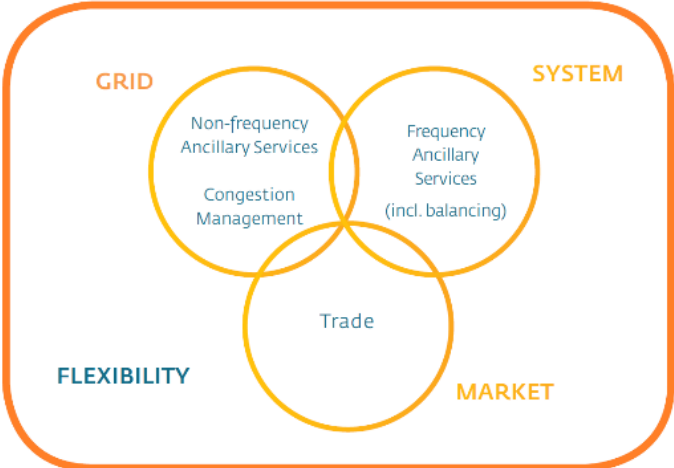 GRID
SYSTEM
Non-frequency
Ancillary Services
Congestion
Management
Frequency
Ancillary
Services
(incl. balancing)
Trade
FLEXIBILITY
MARKET